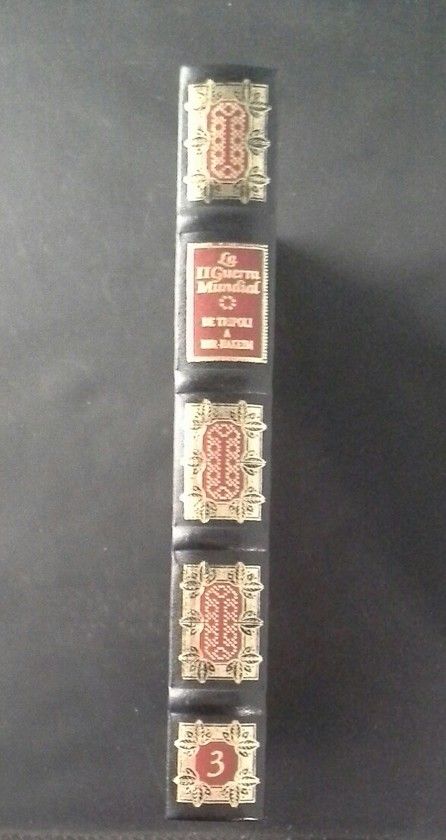 La
II Guerra
Mundial
DE TRIPOLI
A
BIR-HAKEIM
3